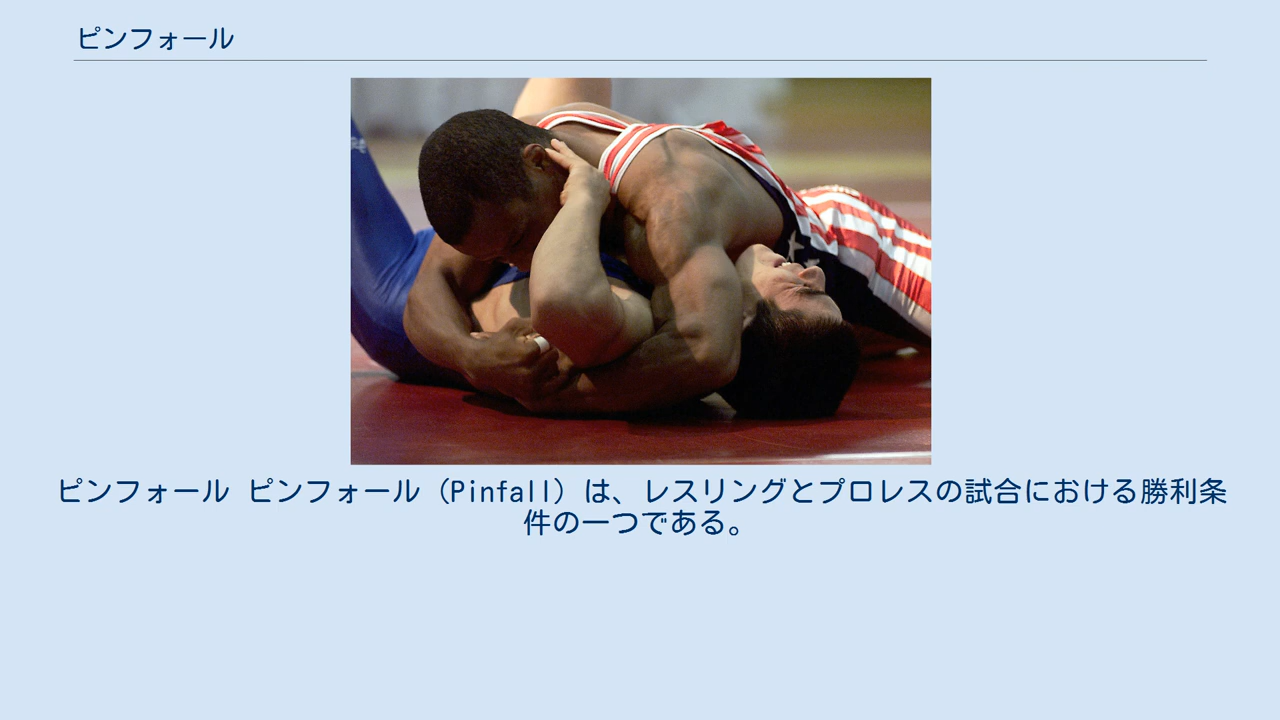 ピンフォール
ピンフォール ピンフォール（Pinfall）は、レスリングとプロレスの試合における勝利条
件の一つである。